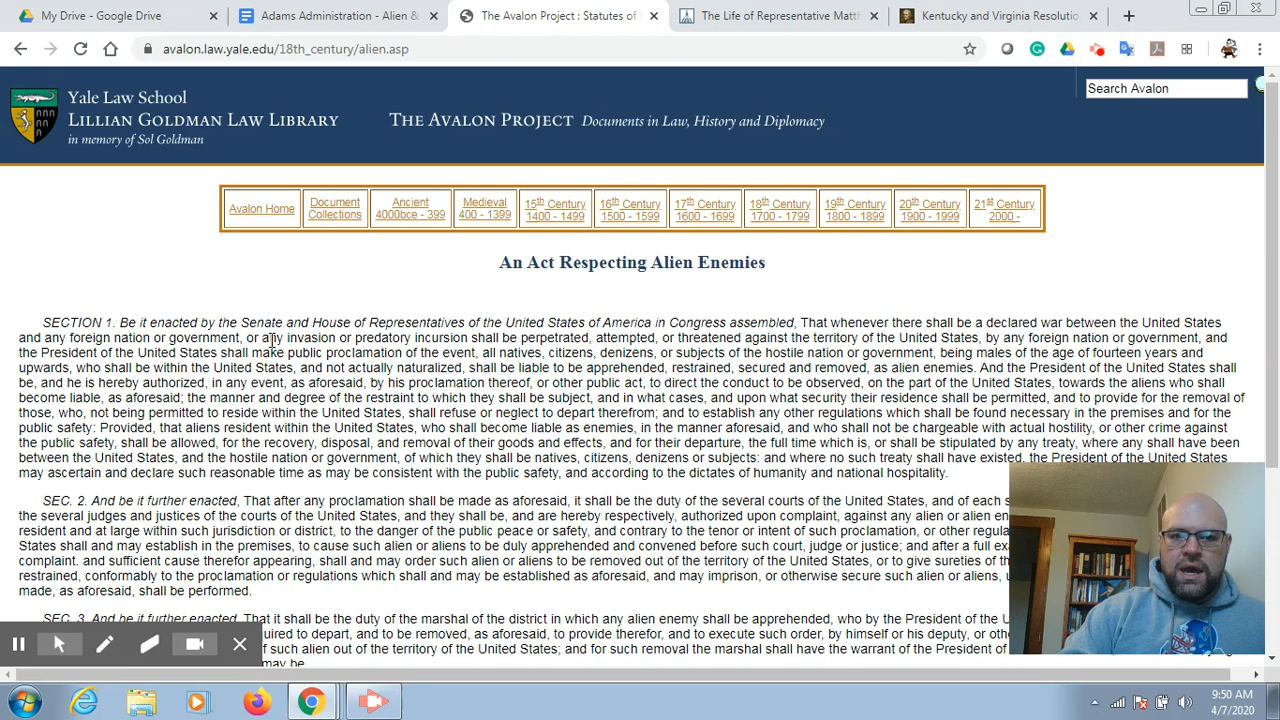 My Drive - Google Drive
Adams Administration - Alien &
The Avalon Project : Statutes of
The Life of Representative Matt
Kentucky and Virginia Resolutio
avalon.law.yale.edu/18th_century/alien.asp
Yale Law School
LILLIAN GOLDMAN LAW LIBRARY
in memory of Sol Goldman
THE AVALON PROJECT Documents in Law, History and Diplomacy
Search Avalon
Avalon Home
Document Collections
Ancient 4000bce - 399
Medieval 400 - 1399
15th Century 1400 - 1499
16th Century 1500 - 1599
17th Century 1600 - 1699
18th Century 1700 - 1799
19th Century 1800 - 1899
20th Century 1900 - 1999
21st Century 2000 -
An Act Respecting Alien Enemies
SECTION 1. Be it enacted by the Senate and House of Representatives of the United States of America in Congress assembled, That whenever there shall be a declared war between the United States
and any foreign nation or government, or any invasion or predatory incursion shall be perpetrated, attempted, or threatened against the territory of the United States, by any foreign nation or government, and
the President of the United States shall make public proclamation of the event, all natives, citizens, denizens, or subjects of the hostile nation or government, being males of the age of fourteen years and
upwards, who shall be within the United States, and not actually naturalized, shall be liable to be apprehended, restrained, secured and removed, as alien enemies. And the President of the United States shall
be, and he is hereby authorized, in any event, as aforesaid, by his proclamation thereof, or other public act, to direct the conduct to be observed, on the part of the United States, towards the aliens who shall
become liable, as aforesaid; the manner and degree of the restraint to which they shall be subject, and in what cases, and upon what security their residence shall be permitted, and to provide for the removal of
those, who, not being permitted to reside within the United States, shall refuse or neglect to depart therefrom; and to establish any other regulations which shall be found necessary in the premises and for the
public safety: Provided, that aliens resident within the United States, who shall become liable as enemies, in the manner aforesaid, and who shall not be chargeable with actual hostility, or other crime against
the public safety, shall be allowed, for the recovery, disposal, and removal of their goods and effects, and for their departure, the full time which is, or shall be stipulated by any treaty, where any shall have been
between the United States, and the hostile nation or government, of which they shall be natives, citizens, denizens or subjects: and where no such treaty shall have existed, the President of the United States
may ascertain and declare such reasonable time as may be consistent with the public safety, and according to the dictates of humanity and national hospitality.
SEC. 2. And be it further enacted, That after any proclamation shall be made as aforesaid, it shall be the duty of the several courts of the United States, and of each s
the several judges and justices of the courts of the United States, and they shall be, and are hereby respectively, authorized upon complaint, against any alien or alien en
resident and at large within such jurisdiction or district, to the danger of the public peace or safety, and contrary to the tenor or intent of such proclamation, or other regula
States shall and may establish in the premises, to cause such alien or aliens to be duly apprehended and convened before such court, judge or justice; and after a full exa
complaint. and sufficient cause therefor appearing, shall and may order such alien or aliens to be removed out of the territory of the United States, or to give sureties of th
restrained, conformably to the proclamation or regulations which shall and may be established as aforesaid, and may imprison, or otherwise secure such alien or aliens, u
made, as aforesaid, shall be performed.
SEC. 3. And be it further enacted, That it shall be the duty of the marshal of the district in which any alien enemy shall be apprehended, who by the President of the U
quired to depart, and to be removed, as aforesaid, to provide therefor, and to execute such order, by himself or his deputy, or othe
of such alien out of the territory of the United States; and for such removal the marshal shall have the warrant of the President of
may be.
9:50 AM
4/7/2020